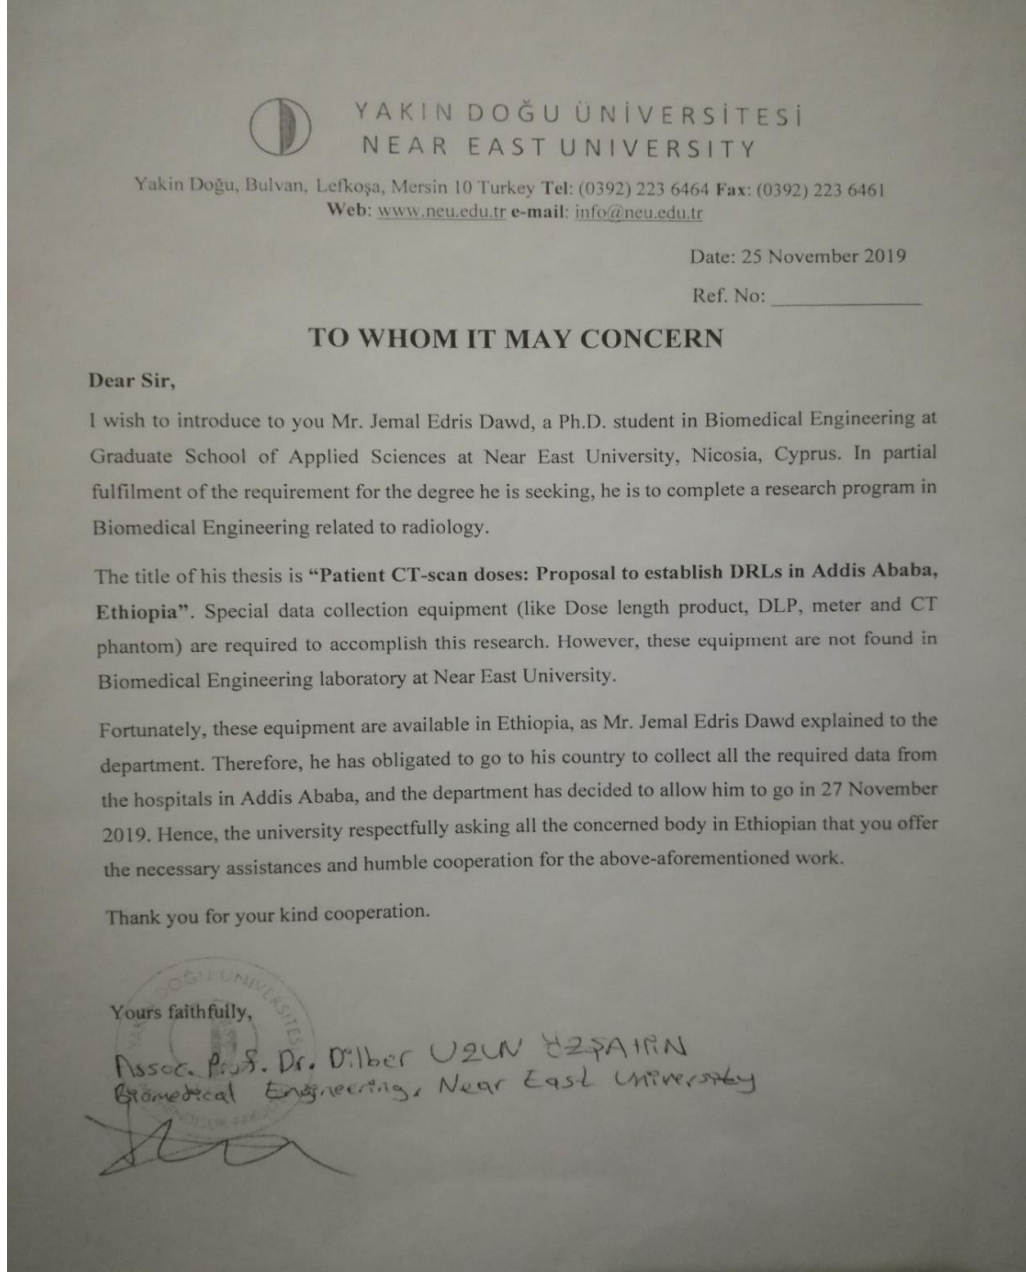 YAKIN DOĞU ÜNİVERSİTESİ
NEAR EAST UNIVERSITY
Yakin Doğu, Bulvan, Lefkoşa, Mersin 10 Turkey Tel: (0392) 223 6464 Fax: (0392) 223 6461
Web: www.neu.edu.tr e-mail: info@neu.edu.tr
Date: 25 November 2019
Ref. No: ________________
TO WHOM IT MAY CONCERN
Dear Sir,
I wish to introduce to you Mr. Jemal Edris Dawd, a Ph.D. student in Biomedical Engineering at
Graduate School of Applied Sciences at Near East University, Nicosia, Cyprus. In partial
fulfilment of the requirement for the degree he is seeking, he is to complete a research program in
Biomedical Engineering related to radiology.
The title of his thesis is “Patient CT-scan doses: Proposal to establish DRLs in Addis Ababa,
Ethiopia”. Special data collection equipment (like Dose length product, DLP, meter and CT
phantom) are required to accomplish this research. However, these equipment are not found in
Biomedical Engineering laboratory at Near East University.
Fortunately, these equipment are available in Ethiopia, as Mr. Jemal Edris Dawd explained to the
department. Therefore, he has obligated to go to his country to collect all the required data from
the hospitals in Addis Ababa, and the department has decided to allow him to go in 27 November
2019. Hence, the university respectfully asking all the concerned body in Ethiopian that you offer
the necessary assistances and humble cooperation for the above-aforementioned work.
Thank you for your kind cooperation.
YAKIN DOĞU ÜNİVERSİTESİ
Yours faithfully,
Assoc. Prof. Dr. Dilber UZUN ÖZŞAHİN
Biomedical Engineering, Near East University